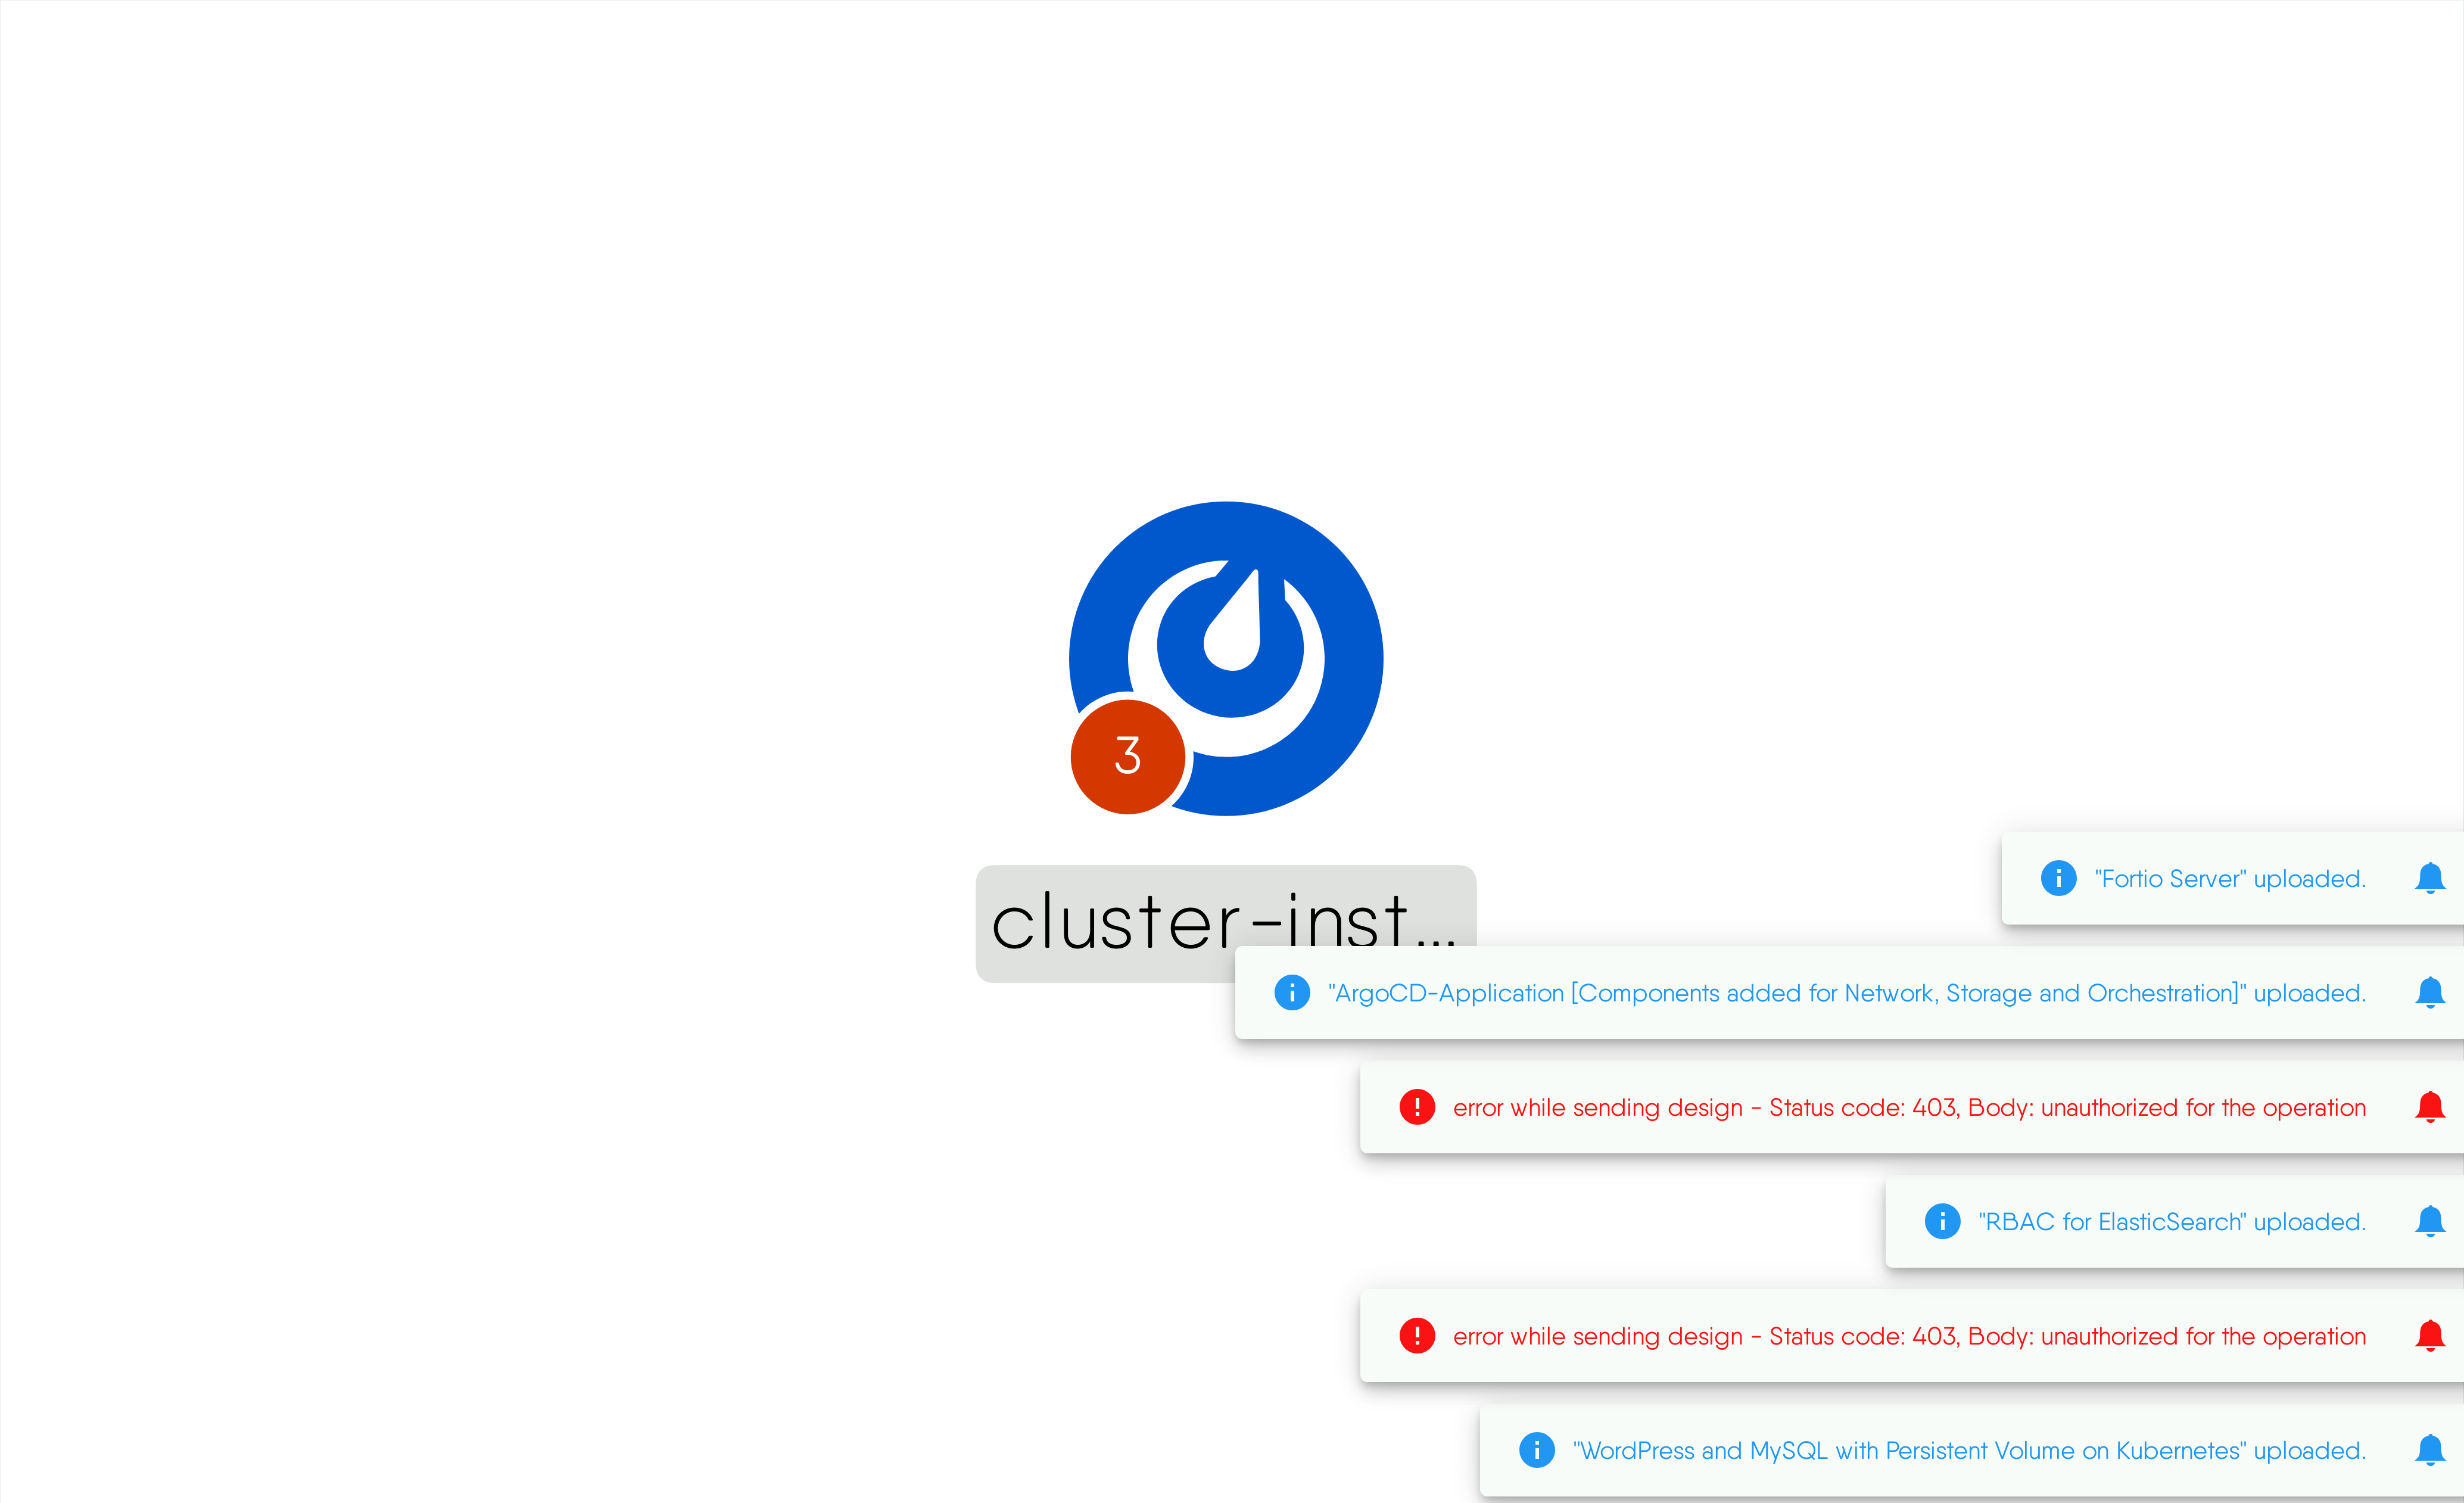 3
cluster-inst...
"Fortio Server" uploaded.
"ArgoCD-Application [Components added for Network, Storage and Orchestration]" uploaded.
error while sending design - Status code: 403, Body: unauthorized for the operation
"RBAC for ElasticSearch" uploaded.
error while sending design - Status code: 403, Body: unauthorized for the operation
"WordPress and MySQL with Persistent Volume on Kubernetes" uploaded.